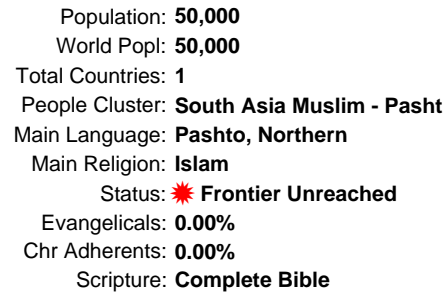 Population: 50,000
World Popl: 50,000
Total Countries: 1
People Cluster: South Asia Muslim - Pasht
Main Language: Pashto, Northern
Main Religion: Islam
Status: Frontier Unreached
Evangelicals: 0.00%
Chr Adherents: 0.00%
Scripture: Complete Bible